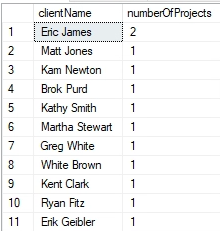 clientName numberOfProjects
1 Eric James 2
2 Matt Jones 1
3 Kam Newton 1
4 Brok Purd 1
5 Kathy Smith 1
6 Martha Stewart 1
7 Greg White 1
8 White Brown 1
9 Kent Clark 1
10 Ryan Fitz 1
11 Erik Geibler 1